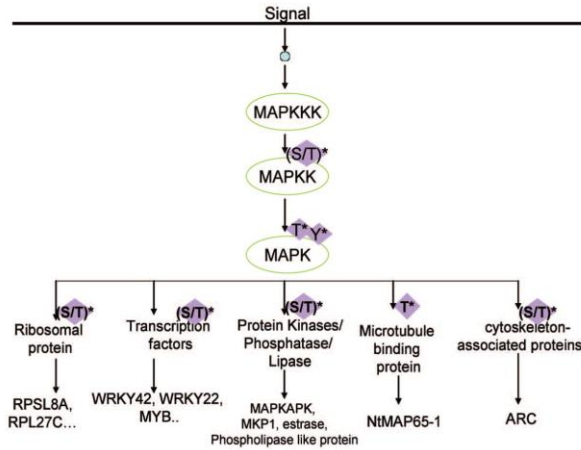 Signal
MAPKKK
(S/T)*
MAPKK
T* Y*
MAPK
(S/T)*
Ribosomal
protein
RPSL8A,
RPL27C...
(S/T)*
Transcription
factors
WRKY42, WRKY22,
MYB..
(S/T)*
Protein Kinases/
Phosphatase/
Lipase
MAPKAPK,
MKP1, estrase,
Phospholipase like protein
T*
Microtubule
binding
protein
NtMAP65-1
(S/T)*
cytoskeleton-
associated proteins
ARC